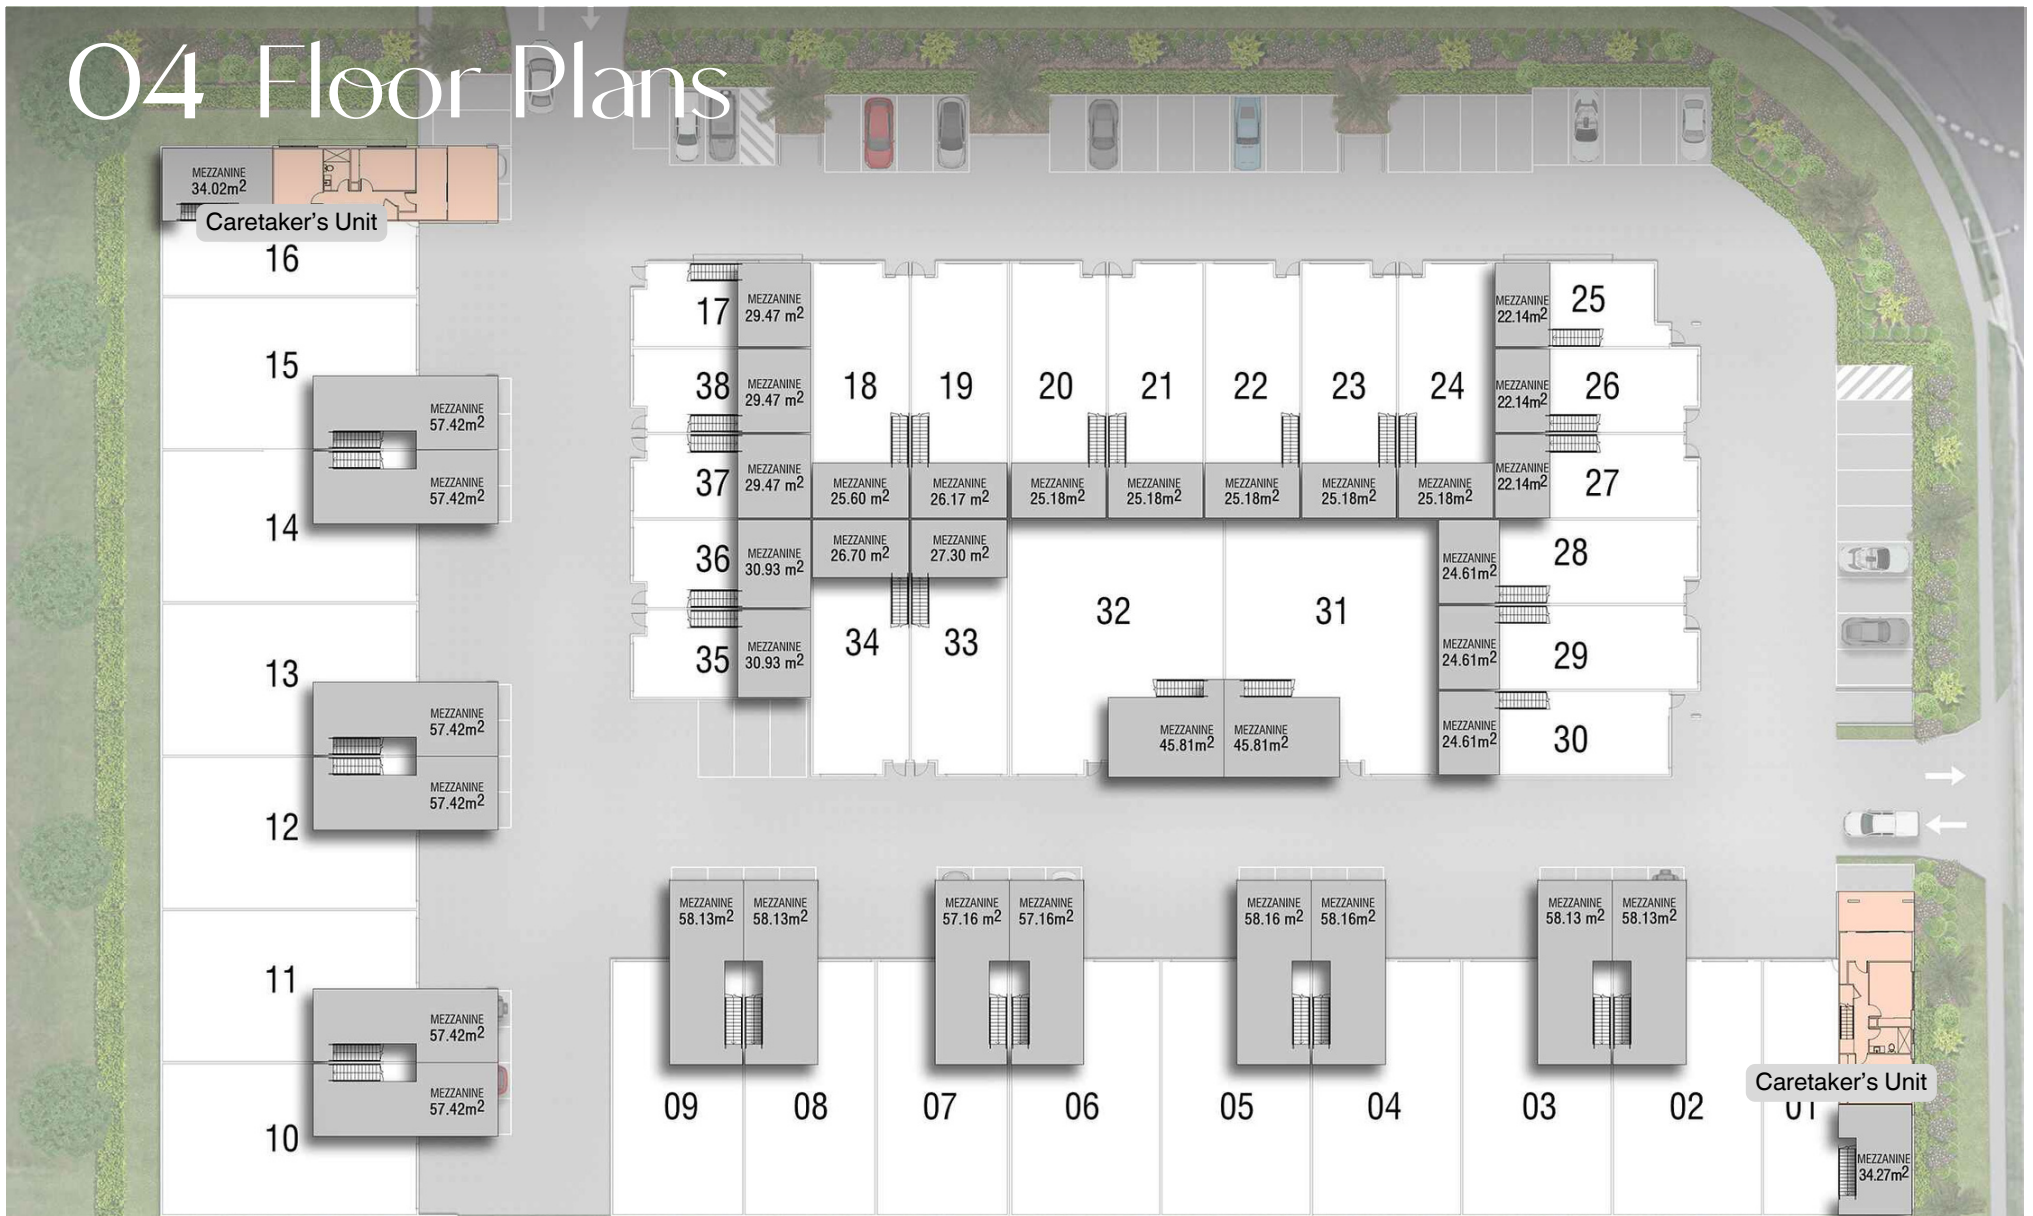 04 Floor Plans
MEZZANINE
34.02m2
Caretaker's Unit
16
15
MEZZANINE
57.42m2
MEZZANINE
57.42m2
14
13
MEZZANINE
57.42m2
MEZZANINE
57.42m2
12
11
MEZZANINE
57.42m2
MEZZANINE
57.42m2
10
17
MEZZANINE
29.47 m2
38
MEZZANINE
29.47 m2
37
MEZZANINE
29.47 m2
36
MEZZANINE
30.93 m2
35
MEZZANINE
30.93 m2
18
19
20
21
22
23
24
MEZZANINE
25.60 m2
MEZZANINE
26.17 m2
MEZZANINE
25.18m2
MEZZANINE
25.18m2
MEZZANINE
25.18m2
MEZZANINE
25.18m2
MEZZANINE
25.18m2
MEZZANINE
26.70 m2
MEZZANINE
27.30 m2
34
33
32
31
MEZZANINE
45.81m2
MEZZANINE
45.81m2
MEZZANINE
22.14m2
25
MEZZANINE
22.14m2
26
MEZZANINE
22.14m2
27
MEZZANINE
24.61m2
28
MEZZANINE
24.61m2
29
MEZZANINE
24.61m2
30
MEZZANINE
58.13m2
MEZZANINE
58.13m2
MEZZANINE
57.16 m2
MEZZANINE
57.16m2
MEZZANINE
58.16 m2
MEZZANINE
58.16m2
MEZZANINE
58.13 m2
MEZZANINE
58.13m2
09
08
07
06
05
04
03
02
Caretaker's Unit
01
MEZZANINE
34.27m2